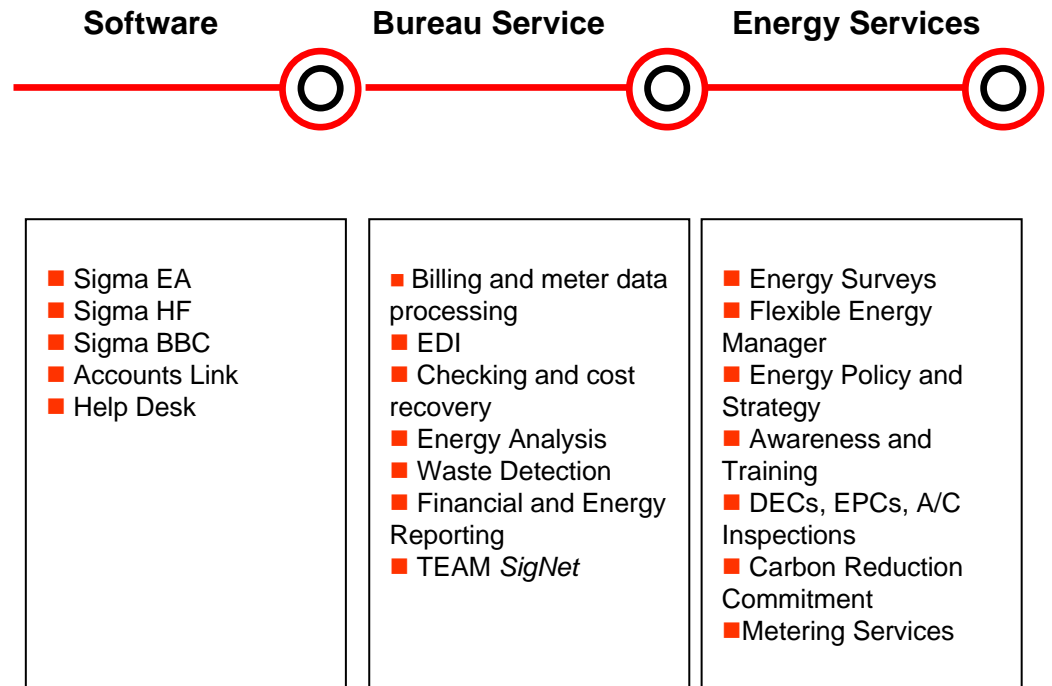 Software
Bureau Service
Energy Services
Sigma EA
Sigma HF
Sigma BBC
Accounts Link
Help Desk
Billing and meter data
processing
EDI
Checking and cost
recovery
Energy Analysis
Waste Detection
Financial and Energy
Reporting
TEAM SigNet
Energy Surveys
Flexible Energy
Manager
Energy Policy and
Strategy
Awareness and
Training
DECs, EPCs, A/C
Inspections
Carbon Reduction
Commitment
Metering Services